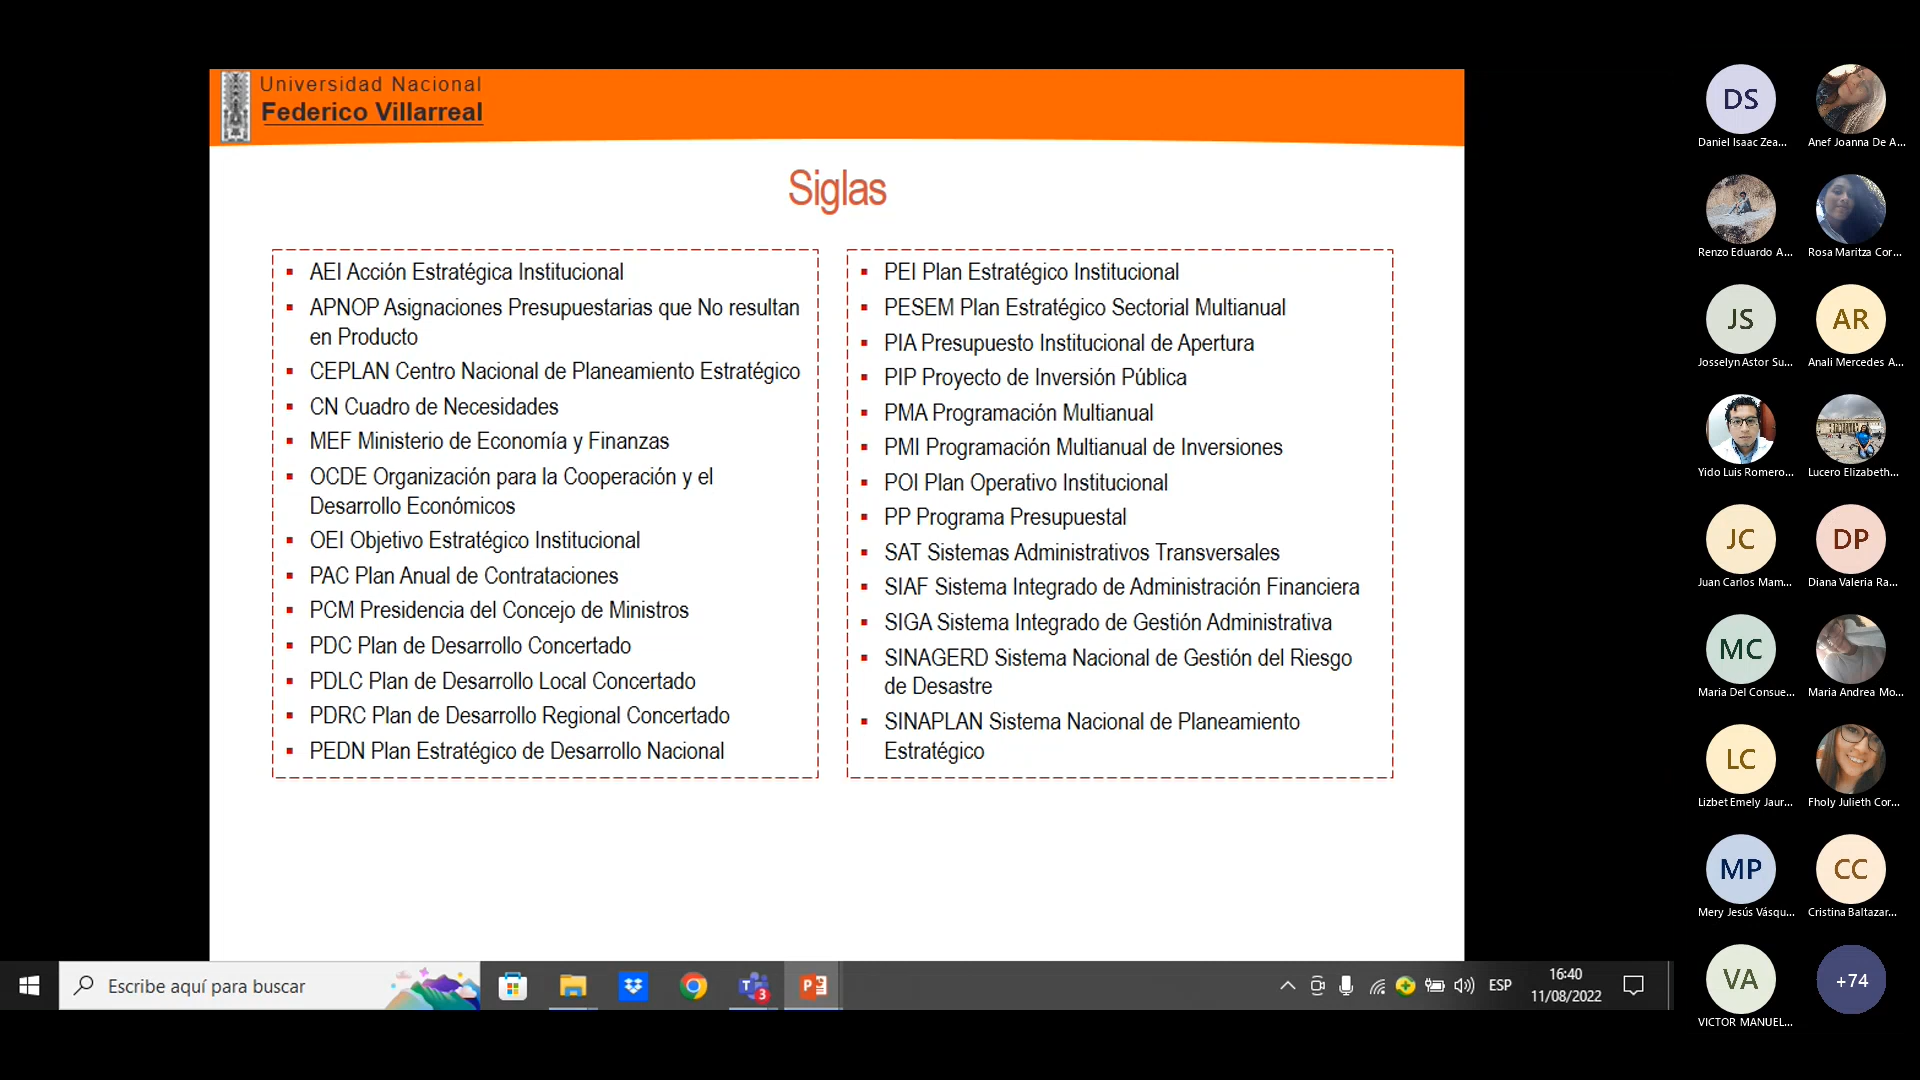 Universidad Nacional
Federico Villarreal
Siglas
▪ AEI Acción Estratégica Institucional
▪ APNOP Asignaciones Presupuestarias que No resultan
en Producto
▪ CEPLAN Centro Nacional de Planeamiento Estratégico
▪ CN Cuadro de Necesidades
▪ MEF Ministerio de Economía y Finanzas
▪ OCDE Organización para la Cooperación y el
Desarrollo Económicos
▪ OEI Objetivo Estratégico Institucional
▪ PAC Plan Anual de Contrataciones
▪ PCM Presidencia del Concejo de Ministros
▪ PDC Plan de Desarrollo Concertado
▪ PDLC Plan de Desarrollo Local Concertado
▪ PDRC Plan de Desarrollo Regional Concertado
▪ PEDN Plan Estratégico de Desarrollo Nacional
▪ PEI Plan Estratégico Institucional
▪ PESEM Plan Estratégico Sectorial Multianual
▪ PIA Presupuesto Institucional de Apertura
▪ PIP Proyecto de Inversión Pública
▪ PMA Programación Multianual
▪ PMI Programación Multianual de Inversiones
▪ POI Plan Operativo Institucional
▪ PP Programa Presupuestal
▪ SAT Sistemas Administrativos Transversales
▪ SIAF Sistema Integrado de Administración Financiera
▪ SIGA Sistema Integrado de Gestión Administrativa
▪ SINAGERD Sistema Nacional de Gestión del Riesgo
de Desastre
▪ SINAPLAN Sistema Nacional de Planeamiento
Estratégico
DS
Daniel Isaac Zea...
Anef Joanna De A...
Renzo Eduardo A...
Rosa Maritza Cor...
JS
AR
Josselyn Astor Su...
Anali Mercedes A...
Yido Luis Romero...
Lucero Elizabeth...
JC
DP
Juan Carlos Mam...
Diana Valeria Ra...
MC
Maria Del Consue...
Maria Andrea Mo...
LC
Lizbet Emely Jaur...
Fholy Julieth Cor...
MP
CC
Mery Jesús Vásqu...
Cristina Baltazar...
VA
+74
VICTOR MANUEL...
Escribe aquí para buscar
T
3
P
ESP
16:40
11/08/2022